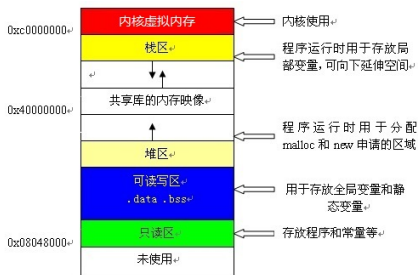 内核虚拟内存
内核使用
0xc0000000
栈区
程序运行时用于存放局
部变量,可向下延伸空间
共享库的内存映像
0x40000000
程序运行时用于分配
malloc 和 new 申请的区域
堆区
可读写区
.data .bss
用于存放全局变量和静
态变量
0x08048000
只读区
存放程序和常量等
未使用